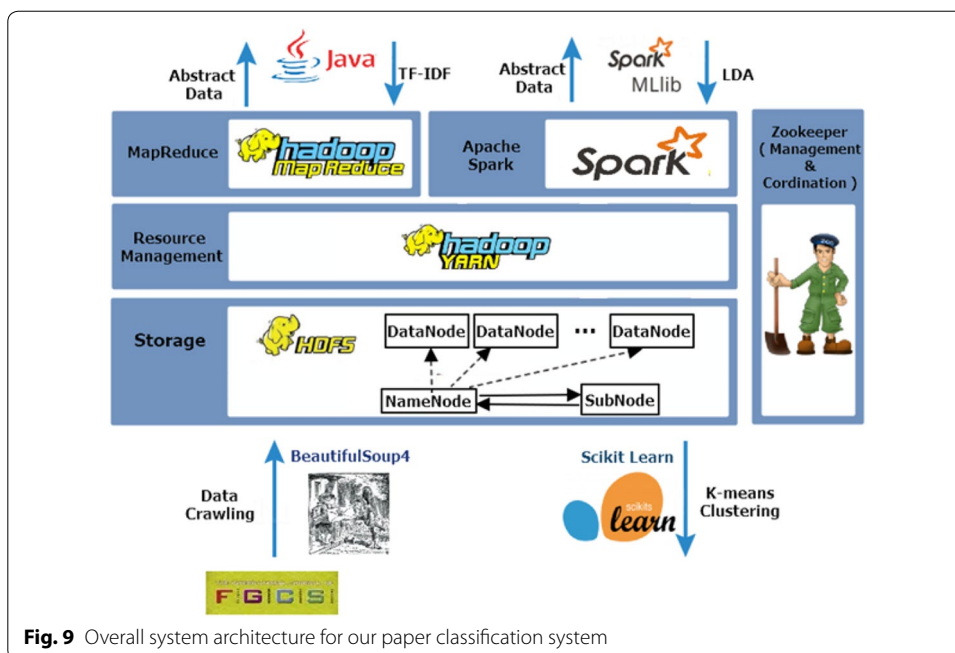 Abstract
Data
Java
TF-IDF
Abstract
Data
Spark
MLlib
LDA
MapReduce
hadoop
Map Reduce
Apache
Spark
Spark
Zookeeper
( Management
&
Cordination )
Resource
Management
hadoop
YARN
Storage
HDFS
DataNode
DataNode
...
DataNode
NameNode
SubNode
BeautifulSoup4
Data
Crawling
Scikit Learn
scikits
learn
K-means
Clustering
F|G|C|S|
Fig. 9 Overall system architecture for our paper classification system